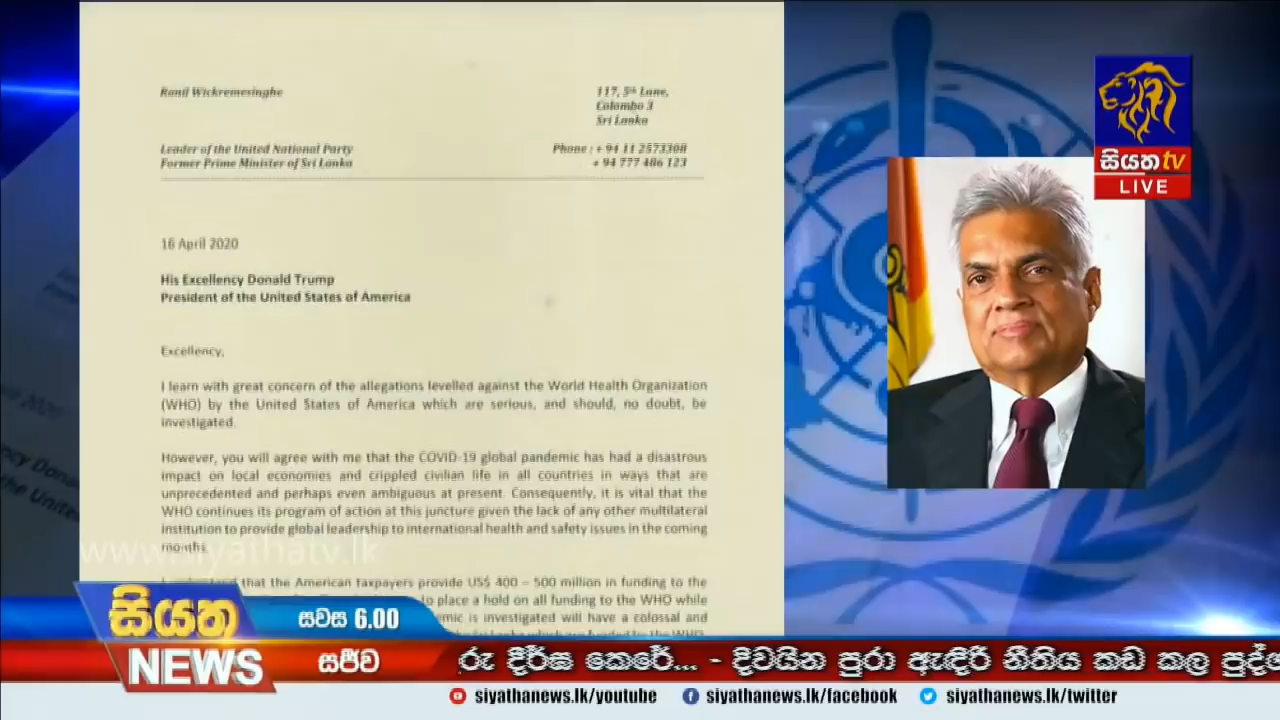 Ranil Wickremesinghe
117, 5th Lane,
Colombo 3
Sri Lanka
Leader of the United National Party
Former Prime Minister of Sri Lanka
Phone : + 94 11 2573308
+ 94 777 486 123
16 April 2020
His Excellency Donald Trump
President of the United States of America
Excellency,
I learn with great concern of the allegations levelled against the World Health Organization
(WHO) by the United States of America which are serious, and should, no doubt, be
investigated.
However, you will agree with me that the COVID-19 global pandemic has had a disastrous
impact on local economies and crippled civilian life in all countries in ways that are
unprecedented and perhaps even ambiguous at present. Consequently, it is vital that the
WHO continues its program of action at this juncture given the lack of any other multilateral
institution to provide global leadership to international health and safety issues in the coming
months.
that the American taxpayers provide US$ 400 – 500 million in funding to the
to place a hold on all funding to the WHO while
is investigated will have a colossal and
www.siyathatv.lk
සියත tv
LIVE
සියත
NEWS
සවස 6.00
සජීව
රු දීර්ඝ කෙරේ... - දිවයින පුරා ඇඳිරි නීතිය කඩ කල
siyathanews.lk/youtube
siyathanews.lk/facebook
siyathanews.lk/twitter